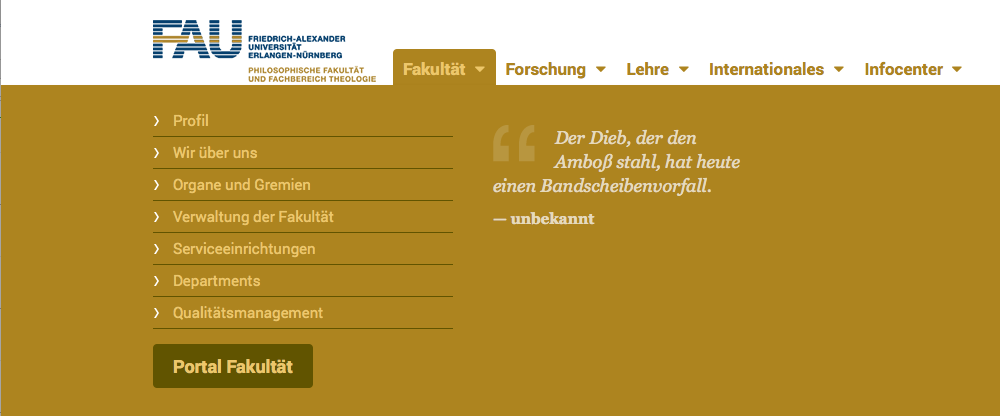 FAU
FRIEDRICH-ALEXANDER
UNIVERSITÄT
ERLANGEN-NÜRNBERG
PHILOSOPHISCHE FAKULTÄT
UND FACHBEREICH THEOLOGIE
Fakultät
Forschung
Lehre
Internationales
Infocenter
Profil
Wir über uns
Organe und Gremien
Verwaltung der Fakultät
Serviceeinrichtungen
Departments
Qualitätsmanagement
Portal Fakultät
“ Der Dieb, der den
Amboß stahl, hat heute
einen Bandscheibenvorfall.
— unbekannt